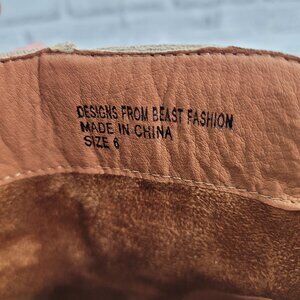 DESIGNS FROM BEAST FASHION
MADE IN CHINA
SIZE 6